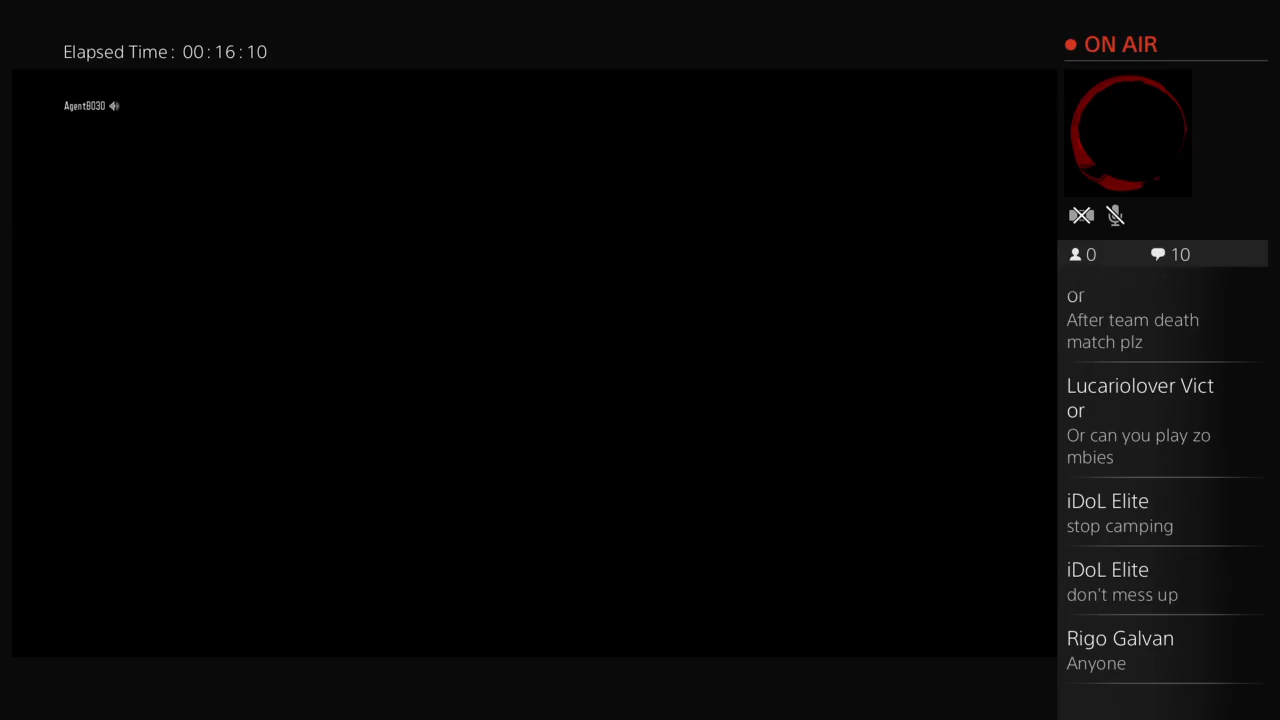 Elapsed Time: 00:16:10
AgentB030
ON AIR
0 10
or
After team death
match plz
Lucariolover Vict
or
Or can you play zo
mbies
iDoL Elite
stop camping
iDoL Elite
don't mess up
Rigo Galvan
Anyone